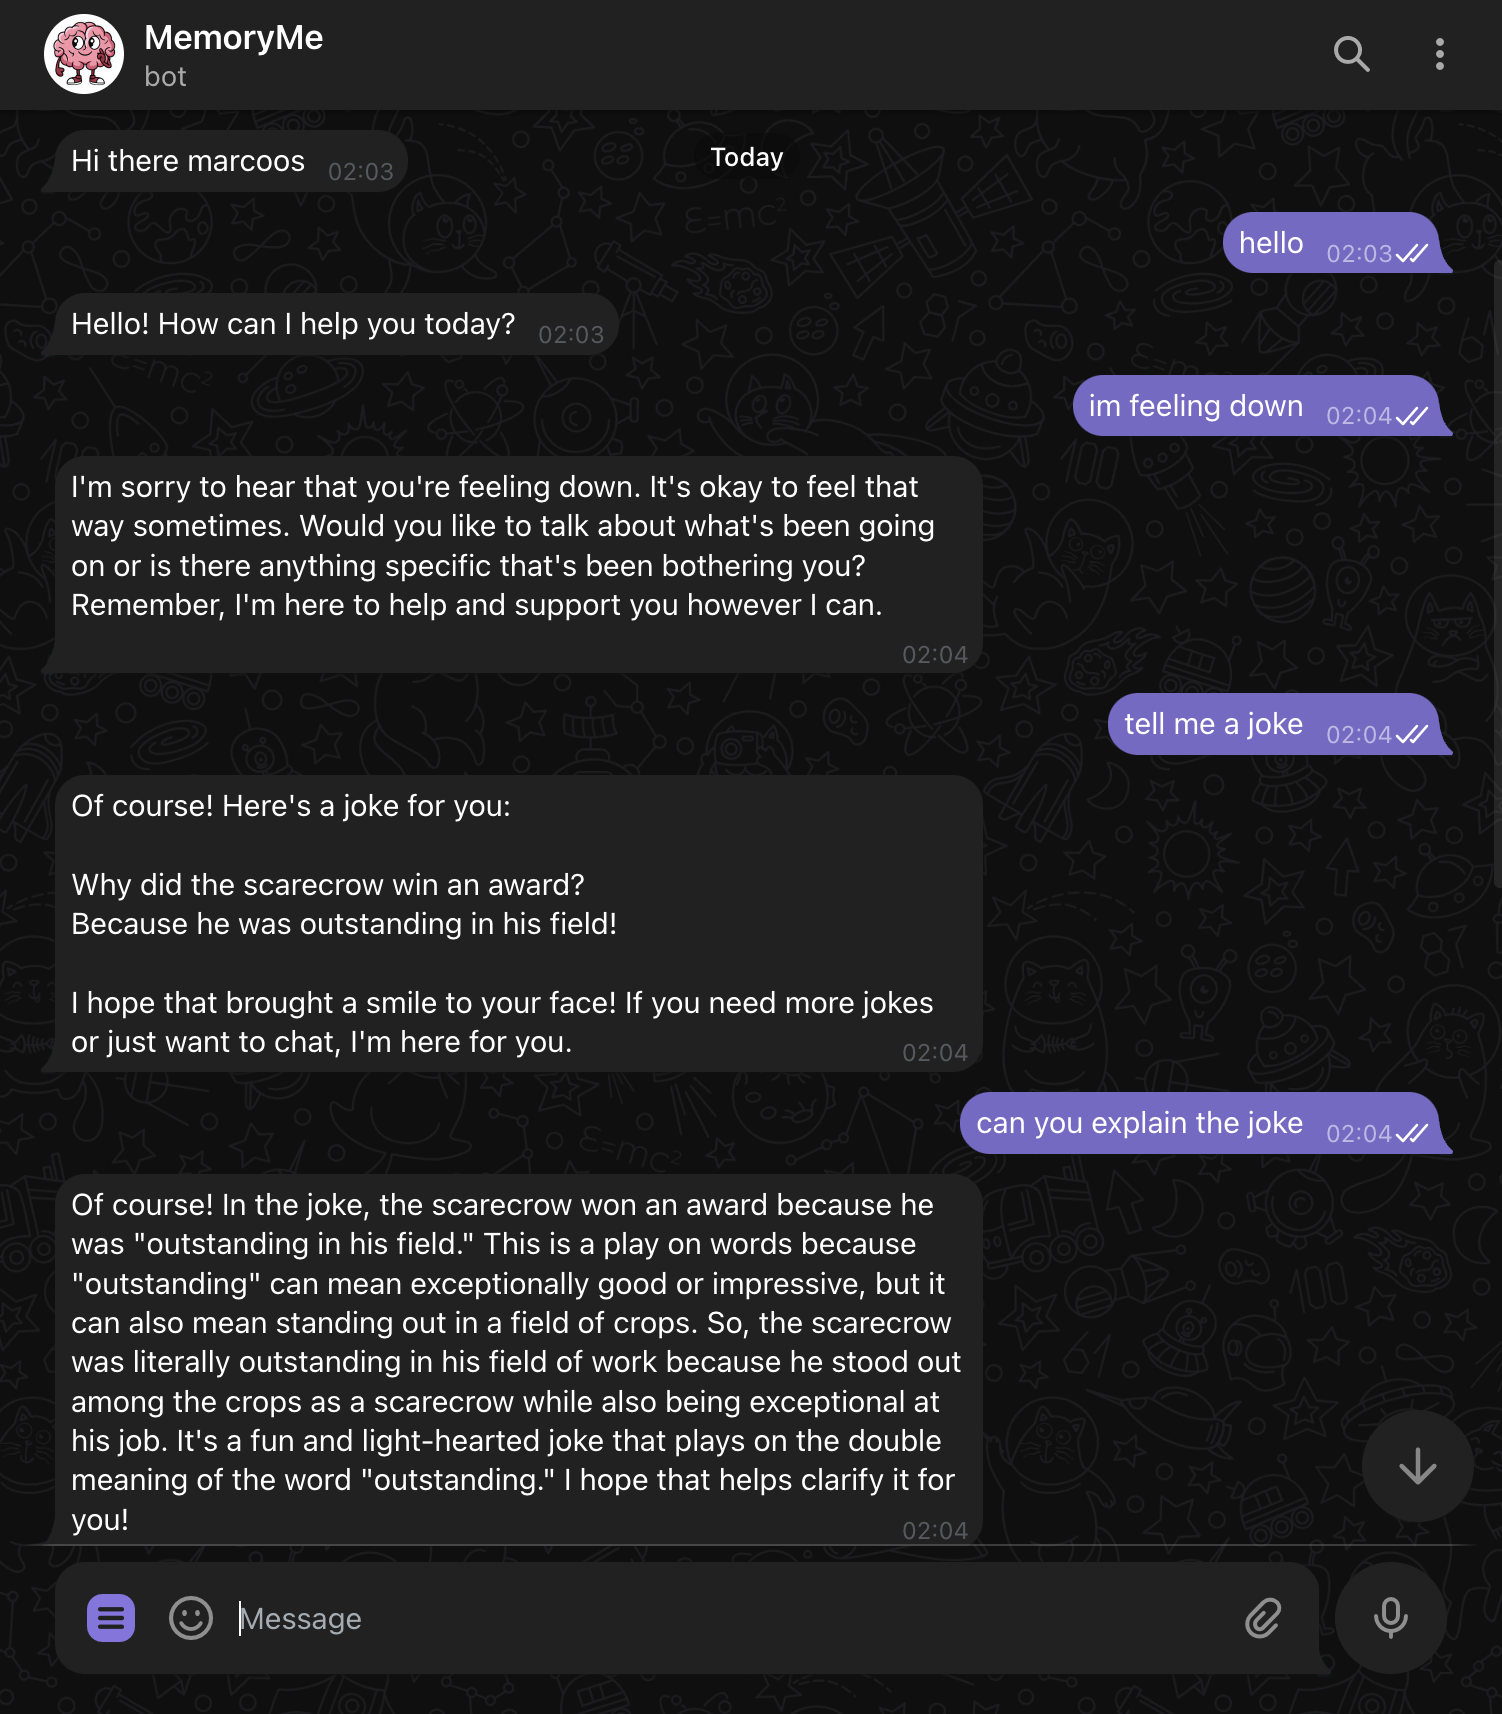 MemoryMe
bot
Today
Hi there marcoos 02:03
hello 02:03
Hello! How can I help you today? 02:03
im feeling down 02:04
I'm sorry to hear that you're feeling down. It's okay to feel that
way sometimes. Would you like to talk about what's been going
on or is there anything specific that's been bothering you?
Remember, I'm here to help and support you however I can.
02:04
tell me a joke 02:04
Of course! Here's a joke for you:
Why did the scarecrow win an award?
Because he was outstanding in his field!
I hope that brought a smile to your face! If you need more jokes
or just want to chat, I'm here for you. 02:04
can you explain the joke 02:04
Of course! In the joke, the scarecrow won an award because he
was "outstanding in his field." This is a play on words because
"outstanding" can mean exceptionally good or impressive, but it
can also mean standing out in a field of crops. So, the scarecrow
was literally outstanding in his field of work because he stood out
among the crops as a scarecrow while also being exceptional at
his job. It's a fun and light-hearted joke that plays on the double
meaning of the word "outstanding." I hope that helps clarify it for
you! 02:04
Message
E=mc²
E=mc²
E=mc²
E=mc²